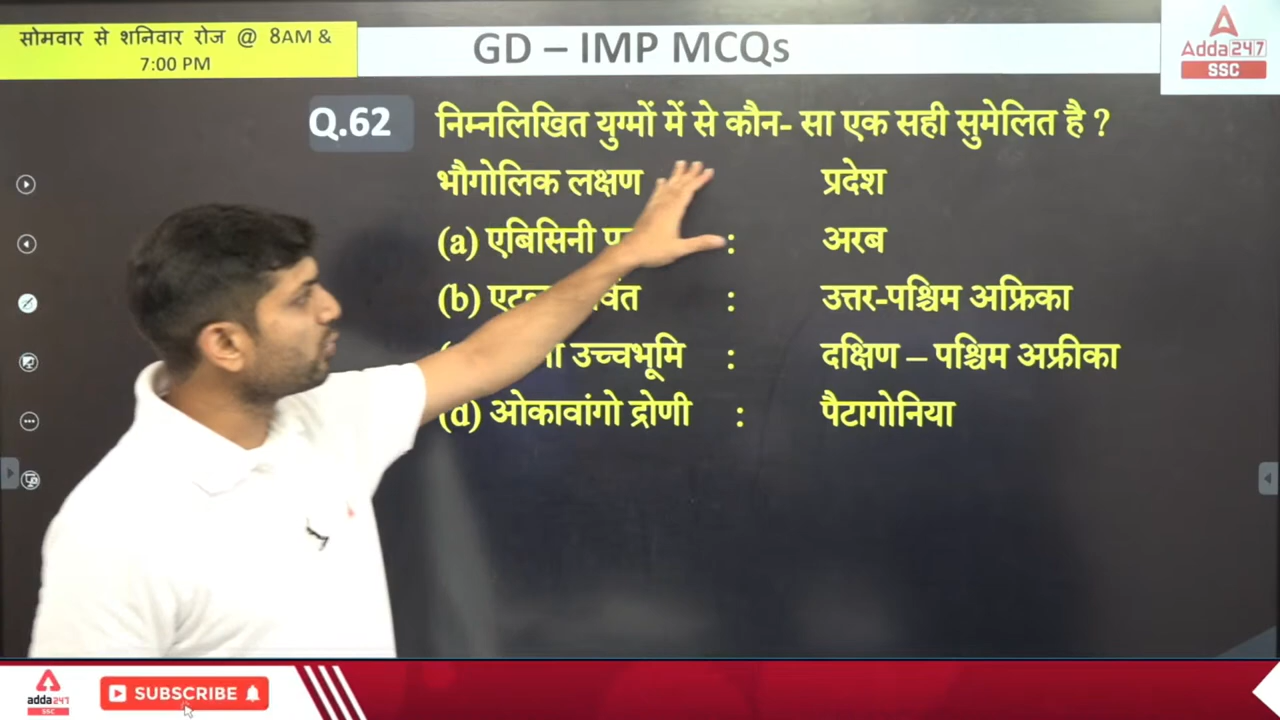 सोमवार से शनिवार रोज @ 8AM &
7:00 PM
GD – IMP MCQs
Adda247
SSC
Q.62 निम्नलिखित युग्मों में से कौन- सा एक सही सुमेलित है ?
भौगोलिक लक्षण प्रदेश
(a) एबिसिनी : अरब
(b) : उत्तर-पश्चिम अफ्रिका
उच्चभूमि : दक्षिण – पश्चिम अफ्रीका
(d) ओकावांगो द्रोणी : पैटागोनिया
adda247
SSC
SUBSCRIBE